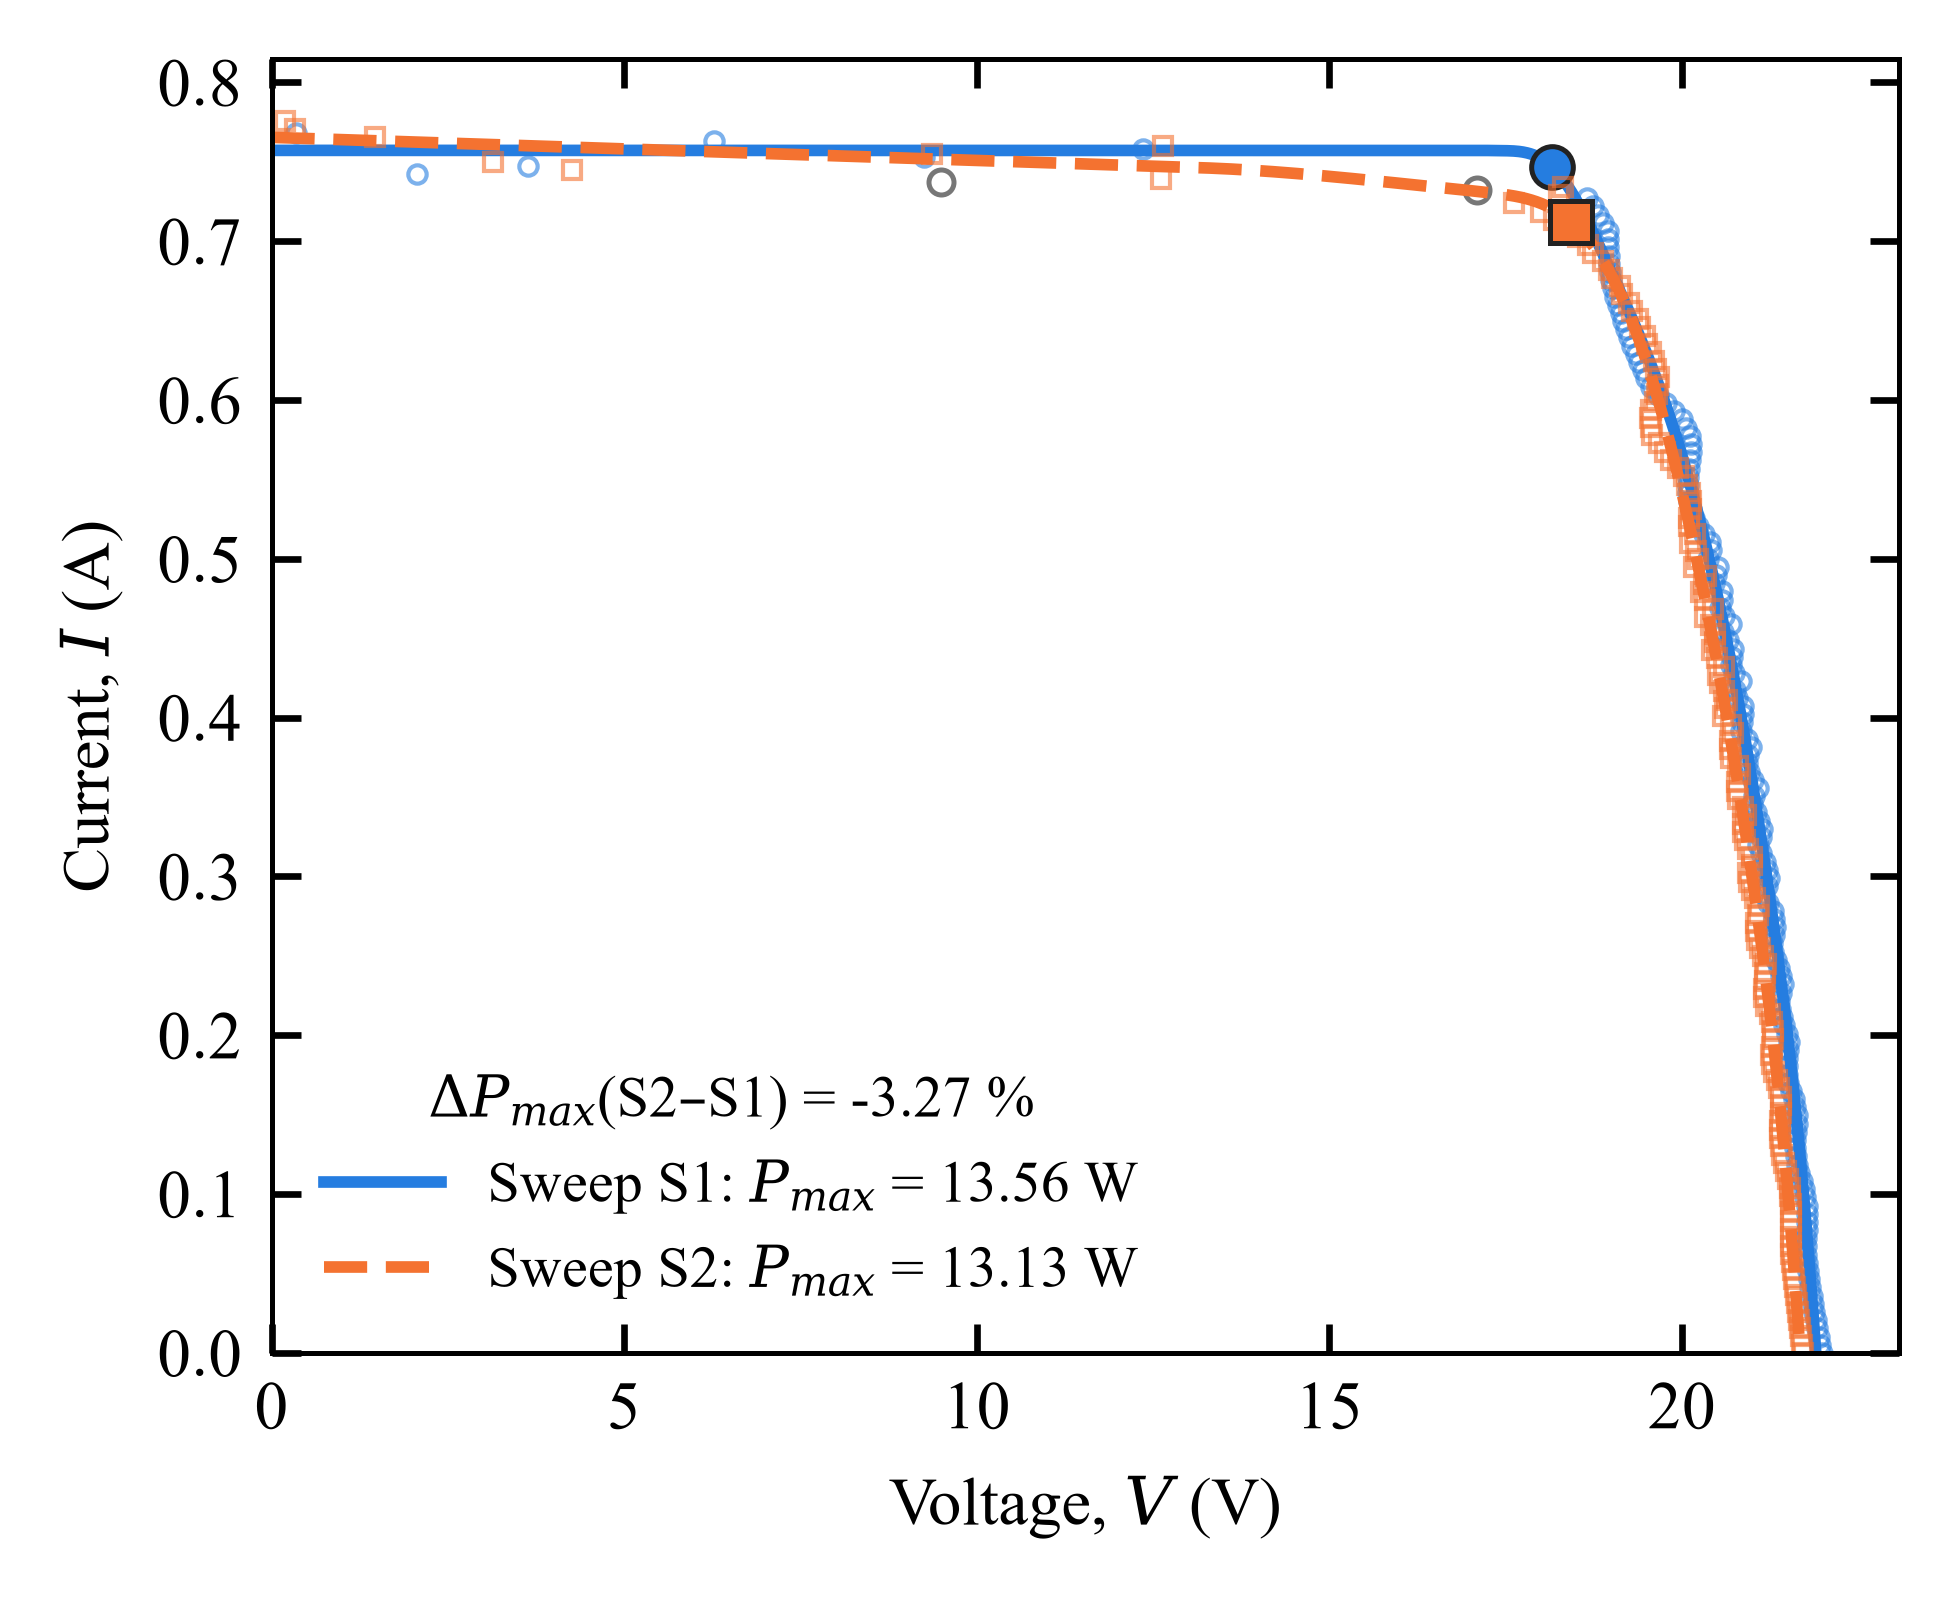 0.8
0.7
0.6
0.5
0.4
0.3
0.2
0.1
0.0
Current, I (A)
ΔPmax(S2−S1) = -3.27 %
Sweep S1: Pmax = 13.56 W
Sweep S2: Pmax = 13.13 W
0 5 10 15 20
Voltage, V (V)